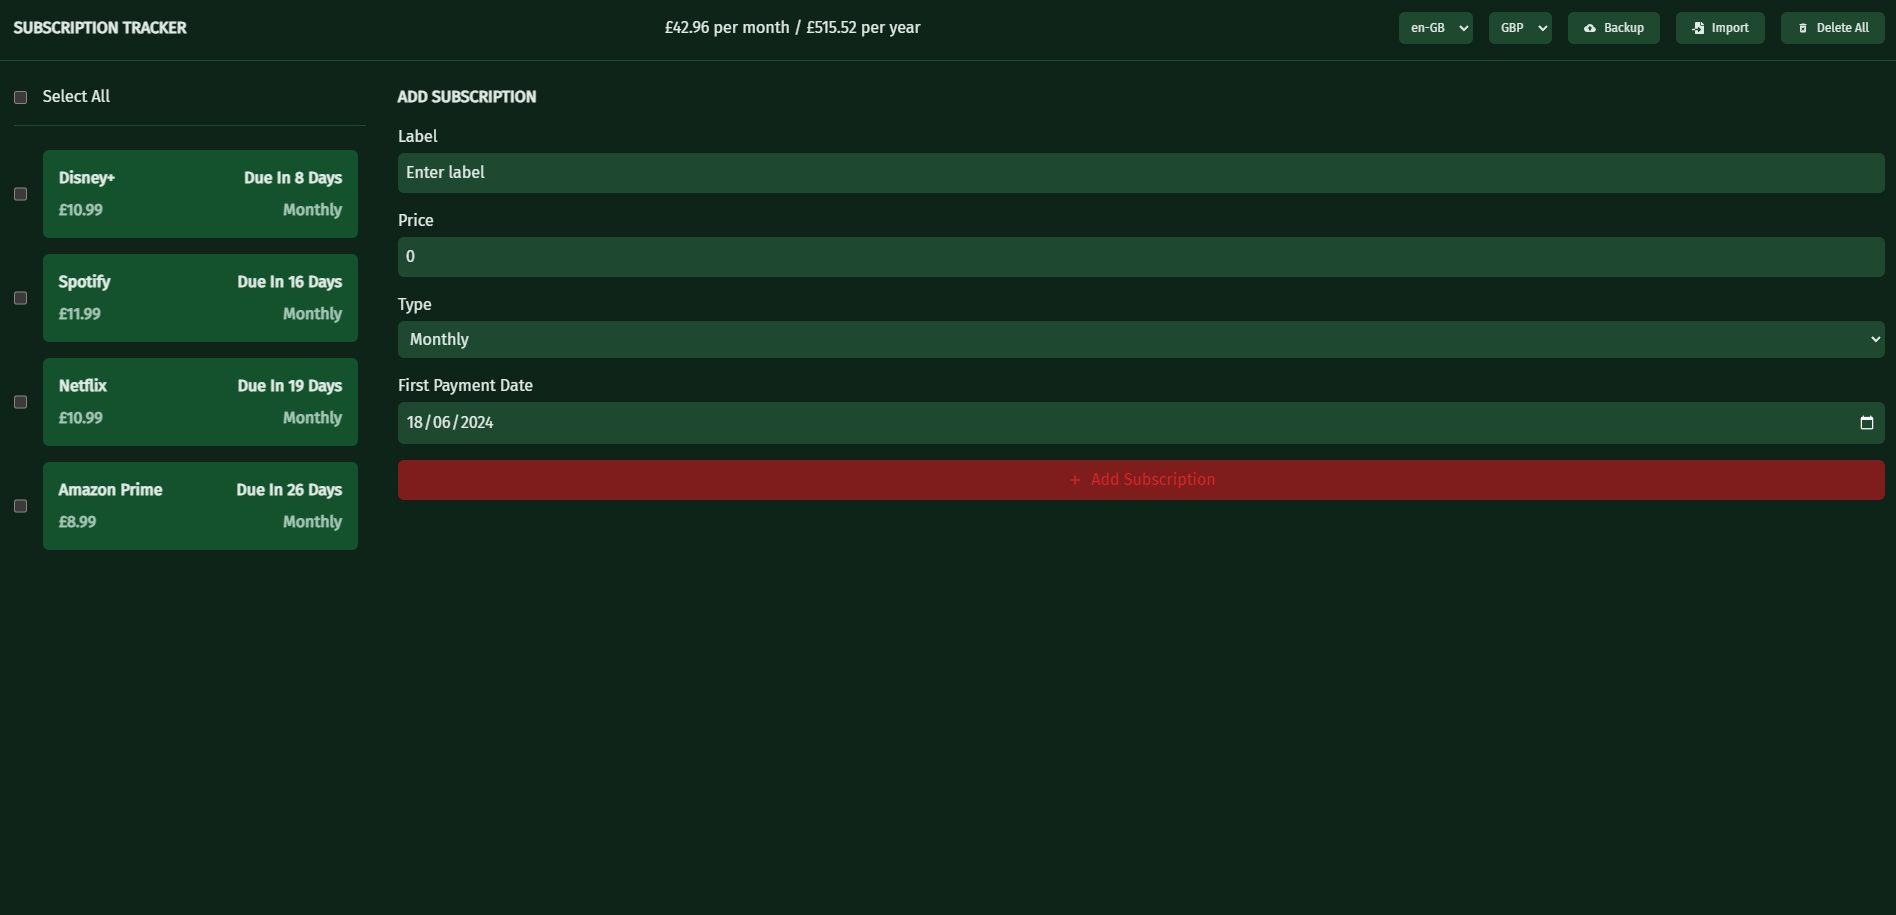 SUBSCRIPTION TRACKER
£42.96 per month / £515.52 per year
en-GB
GBP
Backup
Import
Delete All
Select All
Disney+ Due In 8 Days
£10.99 Monthly
Spotify Due In 16 Days
£11.99 Monthly
Netflix Due In 19 Days
£10.99 Monthly
Amazon Prime Due In 26 Days
£8.99 Monthly
ADD SUBSCRIPTION
Label
Enter label
Price
0
Type
Monthly
First Payment Date
18/06/2024
+ Add Subscription